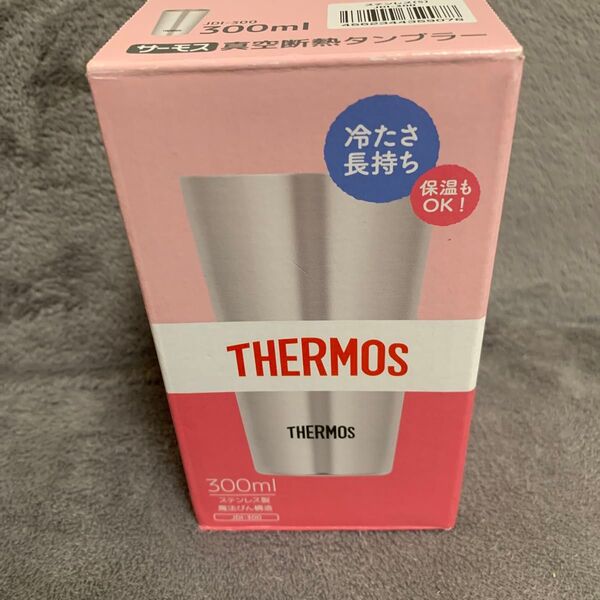 JDI-300
300ml
サーモス 真空断熱タンブラー
冷たさ
長持ち
保温も
OK!
THERMOS
THERMOS
300ml
ステンレス製
魔法びん構造
JDI-300